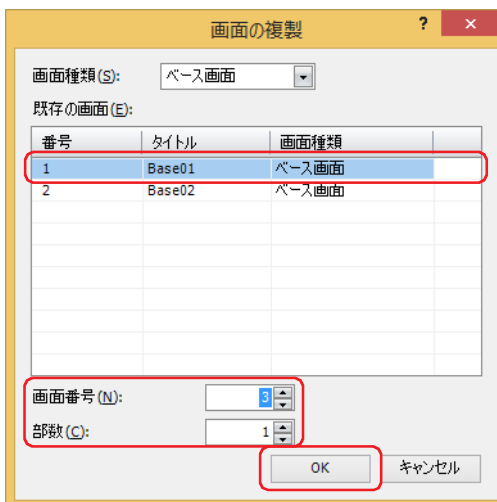 画面の複製 ? ×
画面種類(S): ベース画面
既存の画面(E):
番号 タイトル 画面種類
1 Base01 ベース画面
2 Base02 ベース画面
画面番号(N): 3
部数(C): 1
OK キャンセル